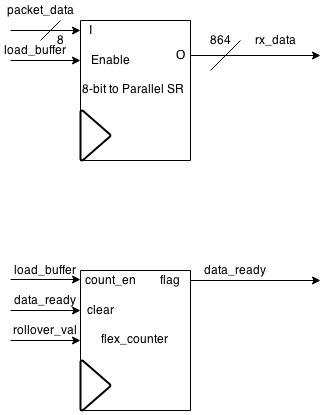 packet_data
8
load_buffer
I
Enable
O
8-bit to Parallel SR
864
rx_data
load_buffer
data_ready
rollover_val
count_en
flag
clear
flex_counter
data_ready